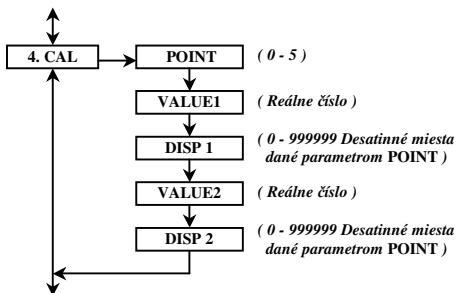 4. CAL
POINT
( 0 - 5 )
VALUE1
( Reálne číslo )
DISP 1
( 0 - 999999 Desatinné miesta
dané parametrom POINT )
VALUE2
( Reálne číslo )
DISP 2
( 0 - 999999 Desatinné miesta
dané parametrom POINT )